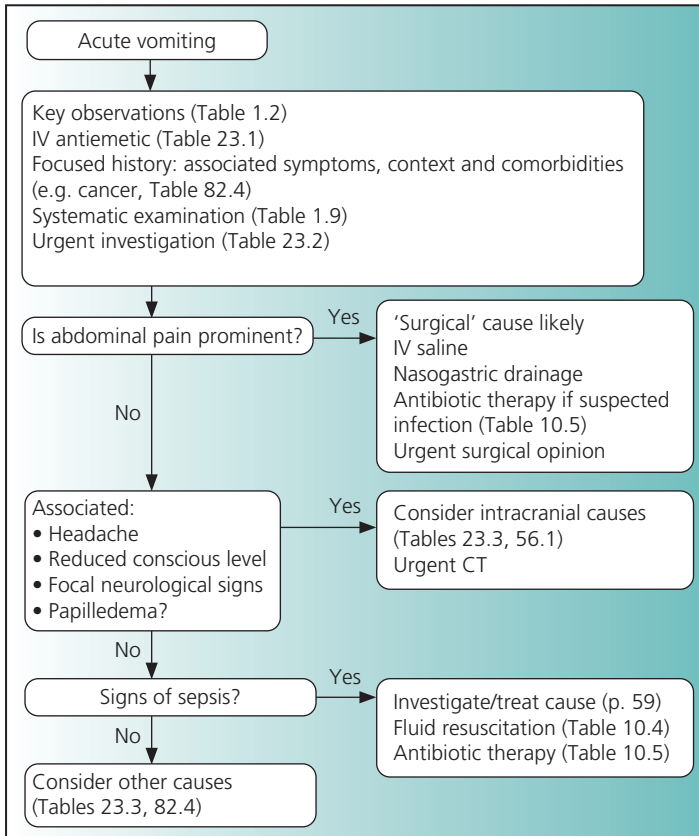 Acute vomiting
Key observations (Table 1.2)
IV antiemetic (Table 23.1)
Focused history: associated symptoms, context and comorbidities
(e.g. cancer, Table 82.4)
Systematic examination (Table 1.9)
Urgent investigation (Table 23.2)
Is abdominal pain prominent?
Yes
'Surgical' cause likely
IV saline
Nasogastric drainage
Antibiotic therapy if suspected
infection (Table 10.5)
Urgent surgical opinion
No
Associated:
• Headache
• Reduced conscious level
• Focal neurological signs
• Papilledema?
Yes
Consider intracranial causes
(Tables 23.3, 56.1)
Urgent CT
No
Signs of sepsis?
Yes
Investigate/treat cause (p. 59)
Fluid resuscitation (Table 10.4)
Antibiotic therapy (Table 10.5)
No
Consider other causes
(Tables 23.3, 82.4)